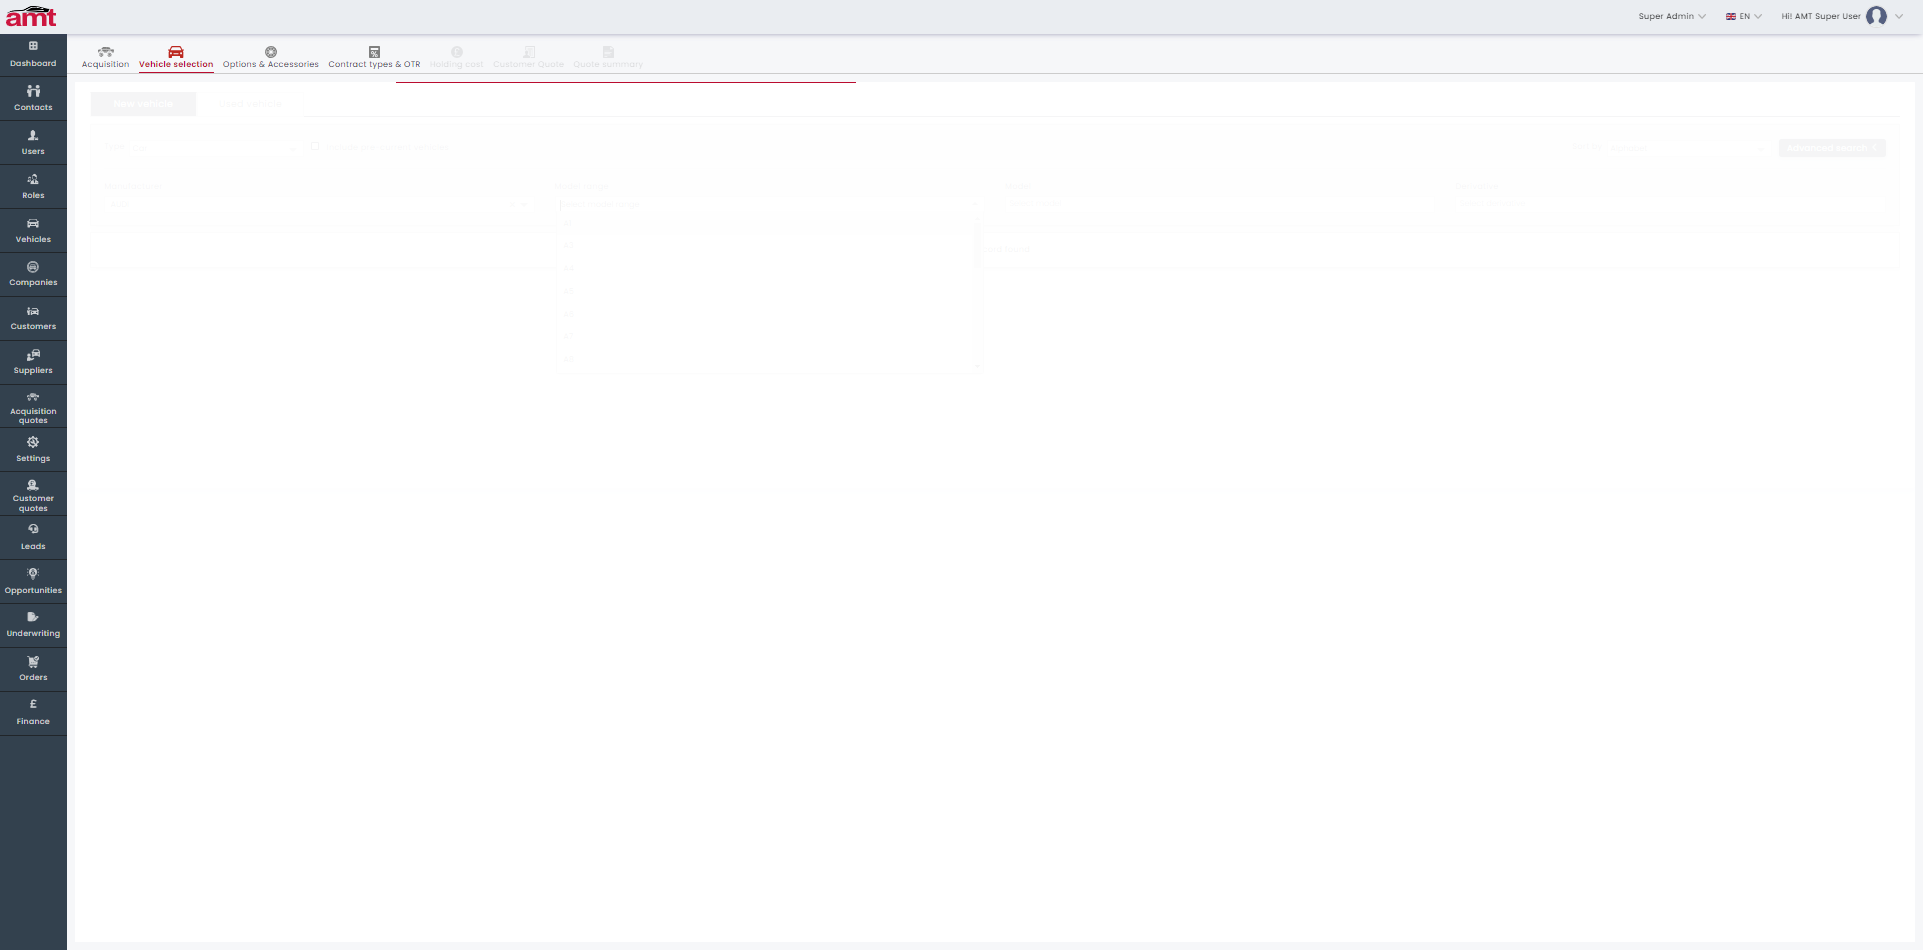 amt
Super Admin
EN
Hi! AMT Super User
Dashboard
Contacts
Users
Roles
Vehicles
Companies
Customers
Suppliers
Acquisition
quotes
Settings
Customer
quotes
Leads
Opportunities
Underwriting
Orders
Finance
Acquisition
Vehicle selection
Options & Accessories
Contract types & OTR
Holding cost
Customer Quote
Quote summary
New vehicle
Used vehicle
Advanced search